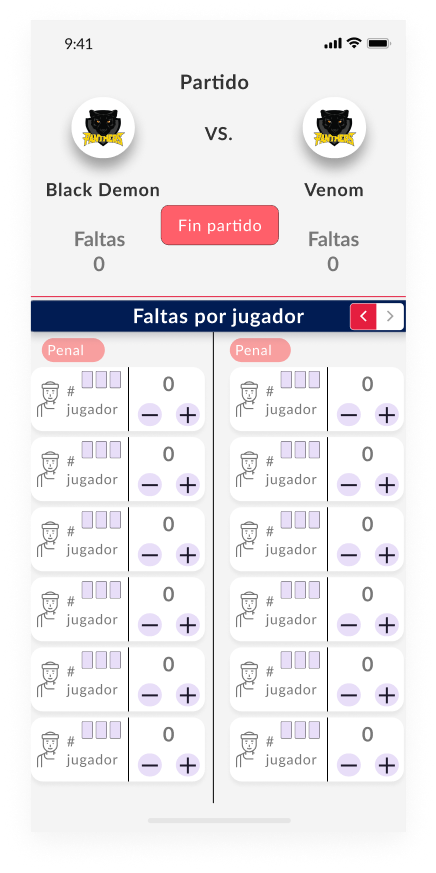 9:41
Partido
PANTHERS
PANTHERS
VS.
Black Demon
Venom
Fin partido
Faltas
0
Faltas
0
Faltas por jugador
Penal
Penal
# jugador
0
# jugador
0
# jugador
0
# jugador
0
# jugador
0
# jugador
0
# jugador
0
# jugador
0
# jugador
0
# jugador
0
# jugador
0
# jugador
0